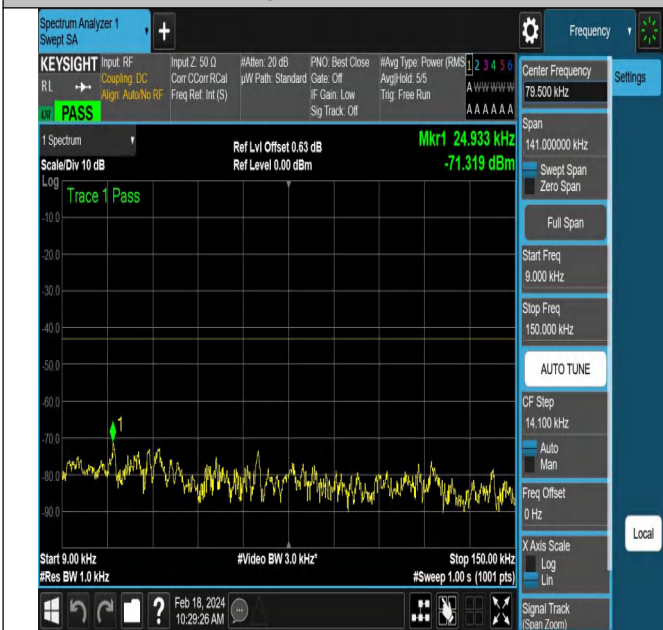 Spectrum Analyzer 1
Swept SA
+
Frequency
KEYSIGHT
RL
PASS
Input: RF
Coupling: DC
Align: Auto/No RF
Input Z: 50 Ω
Corr CCorr RCal
Freq Ref: Int (S)
#Atten: 20 dB
µW Path: Standard
PNO: Best Close
Gate: Off
IF Gain: Low
Sig Track: Off
#Avg Type: Power (RMS
Avg|Hold: 5/5
Trig: Free Run
1 2 3 4 5 6
A W W W W W
A A A A A A
1 Spectrum
Scale/Div 10 dB
Log
Ref Lvl Offset 0.63 dB
Ref Level 0.00 dBm
Mkr1 24.933 kHz
-71.319 dBm
Trace 1 Pass
-10.0
-20.0
-30.0
-40.0
-50.0
-60.0
1
-70.0
-80.0
-90.0
Start 9.00 kHz
#Res BW 1.0 kHz
#Video BW 3.0 kHz*
Stop 150.00 kHz
#Sweep 1.00 s (1001 pts)
Feb 18, 2024
10:29:26 AM
Center Frequency
79.500 kHz
Settings
Span
141.000000 kHz
Swept Span
Zero Span
Full Span
Start Freq
9.000 kHz
Stop Freq
150.000 kHz
AUTO TUNE
CF Step
14.100 kHz
Auto
Man
Freq Offset
0 Hz
X Axis Scale
Log
Lin
Local
Signal Track
(Span Zoom)